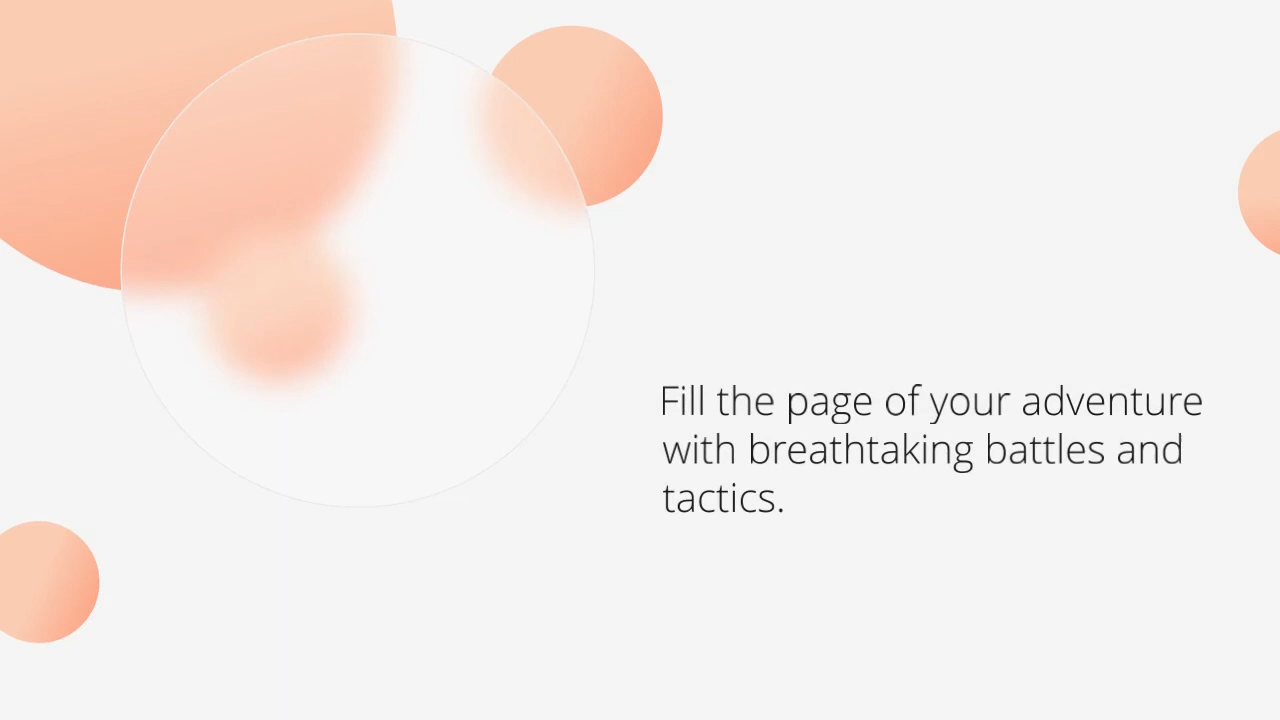 Fill the page of your adventure
with breathtaking battles and
tactics.